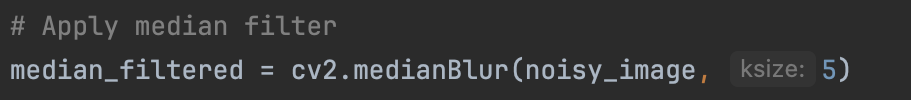 # Apply median filter
median_filtered = cv2.medianBlur(noisy_image, ksize: 5)